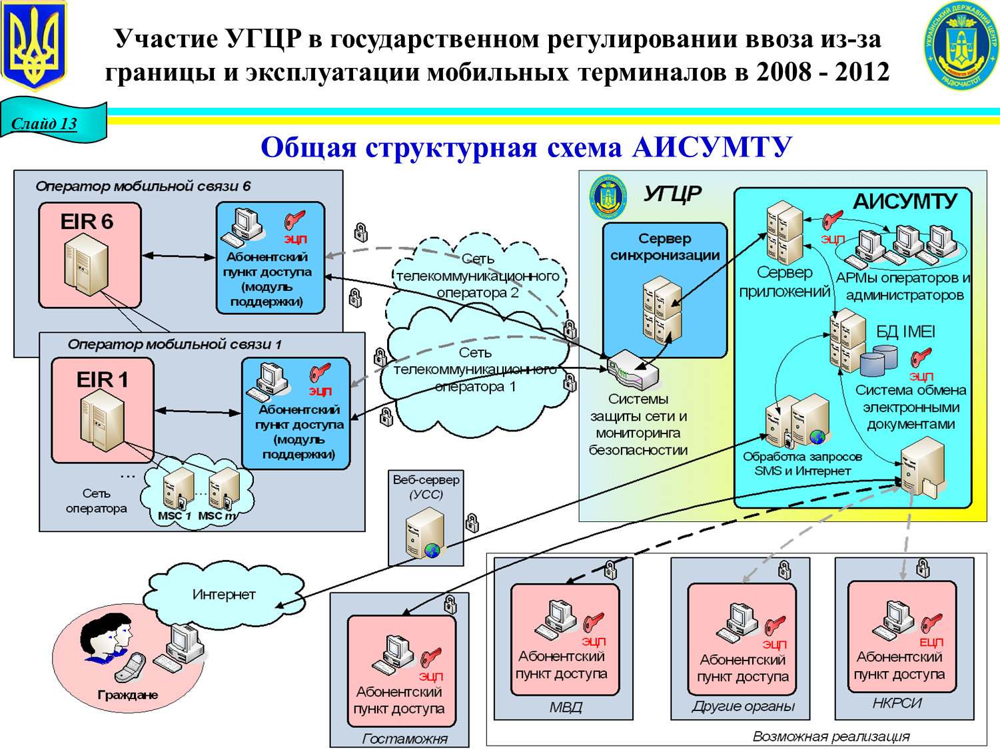 Участие УГЦР в государственном регулировании ввоза из-за
границы и эксплуатации мобильных терминалов в 2008 - 2012
Слайд 13
Общая структурная схема АИСУМТУ
Оператор мобильной связи 6
EIR 6
ЭЦП
Абонентский
пункт доступа
(модуль
поддержки)
Оператор мобильной связи 1
EIR 1
ЭЦП
Абонентский
пункт доступа
(модуль
поддержки)
...
Сеть
оператора
MSC 1
...
MSC m
Сеть
телекоммуникационного
оператора 2
Сеть
телекоммуникационного
оператора 1
УГЦР
Сервер
синхронизации
Системы
защиты сети и
мониторинга
безопасностии
АИСУМТУ
ЭЦП
Сервер
приложений
АРМы операторов и
администраторов
БД IMEI
ЭЦП
Система обмена
электронными
документами
Обработка запросов
SMS и Интернет
Веб-сервер
(УСС)
Интернет
Граждане
ЭЦП
Абонентский
пункт доступа
Гостаможня
ЭЦП
Абонентский
пункт доступа
МВД
ЭЦП
Абонентский
пункт доступа
Другие органы
ЕЦП
Абонентский
пункт доступа
НКРСИ
Возможная реализация
УКРАЇНСЬКИЙ ДЕРЖАВНИЙ ЦЕНТР
РАДІОЧАСТОТ